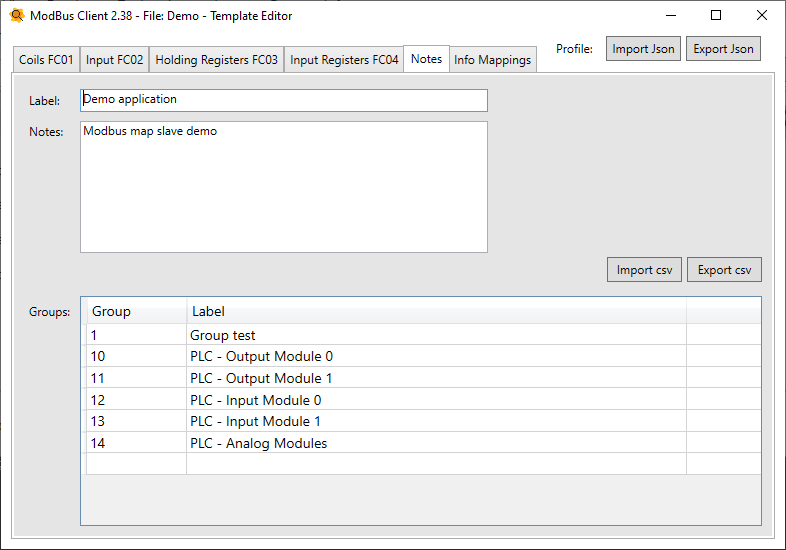 ModBus Client 2.38 - File: Demo - Template Editor
Coils FC01 Input FC02 Holding Registers FC03 Input Registers FC04 Notes Info Mappings Profile: Import Json Export Json
Label: Demo application
Notes: Modbus map slave demo
Import csv Export csv
Groups: Group Label
1 Group test
10 PLC - Output Module 0
11 PLC - Output Module 1
12 PLC - Input Module 0
13 PLC - Input Module 1
14 PLC - Analog Modules